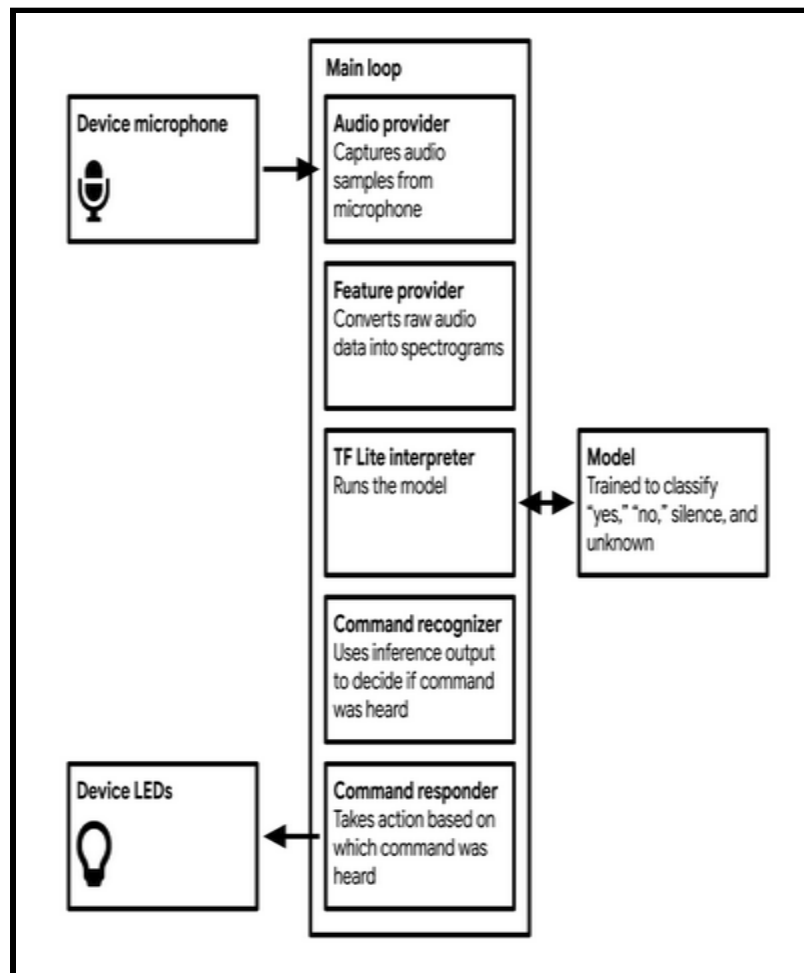 Main loop
Device microphone
Audio provider
Captures audio
samples from
microphone
Feature provider
Converts raw audio
data into spectrograms
TF Lite interpreter
Runs the model
Model
Trained to classify
“yes,” “no,” silence, and
unknown
Command recognizer
Uses inference output
to decide if command
was heard
Device LEDs
Command responder
Takes action based on
which command was
heard